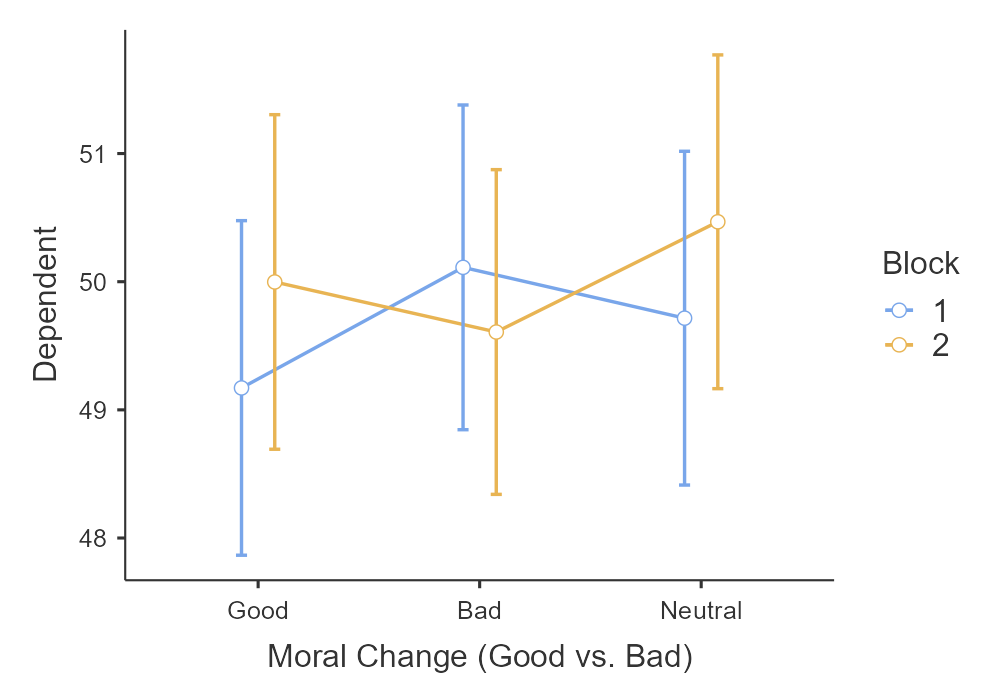 51
50
49
48
Dependent
Good
Bad
Neutral
Moral Change (Good vs. Bad)
Block
1
2